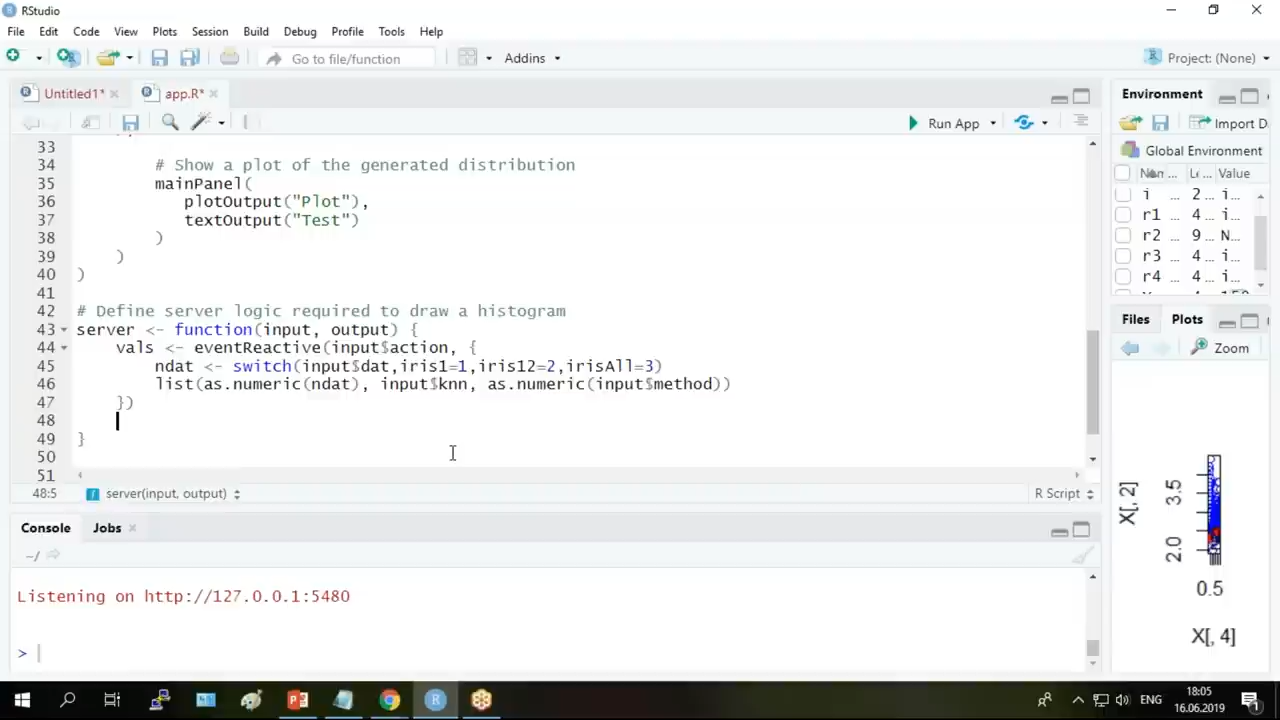 RStudio
File Edit Code View Plots Session Build Debug Profile Tools Help
Go to file/function Addins Project: (None)
Untitled1* app.R*
Run App
33
34 # Show a plot of the generated distribution
35 mainPanel(
36 plotOutput("Plot"),
37 textOutput("Test")
38 )
39 )
40 )
41
42 # Define server logic required to draw a histogram
43 server <- function(input, output) {
44 vals <- eventReactive(input$action, {
45 ndat <- switch(input$dat,iris1=1,iris12=2,irisAll=3)
46 list(as.numeric(ndat), input$knn, as.numeric(input$method))
47 })
48
49 }
50
51
48:5 server(input, output) R Script
Console Jobs
~/
Listening on http://127.0.0.1:5480
>
Environment
Import D
Global Environment
... Value
i ... 2... i...
r1 ... 4... i...
r2 ... 9... N...
r3 ... 4... i...
r4 ... 4... i...
Files Plots
Zoom
X[, 2]
3.5
2.0
0.5
X[, 4]
ENG
18:05
16.06.2019
1